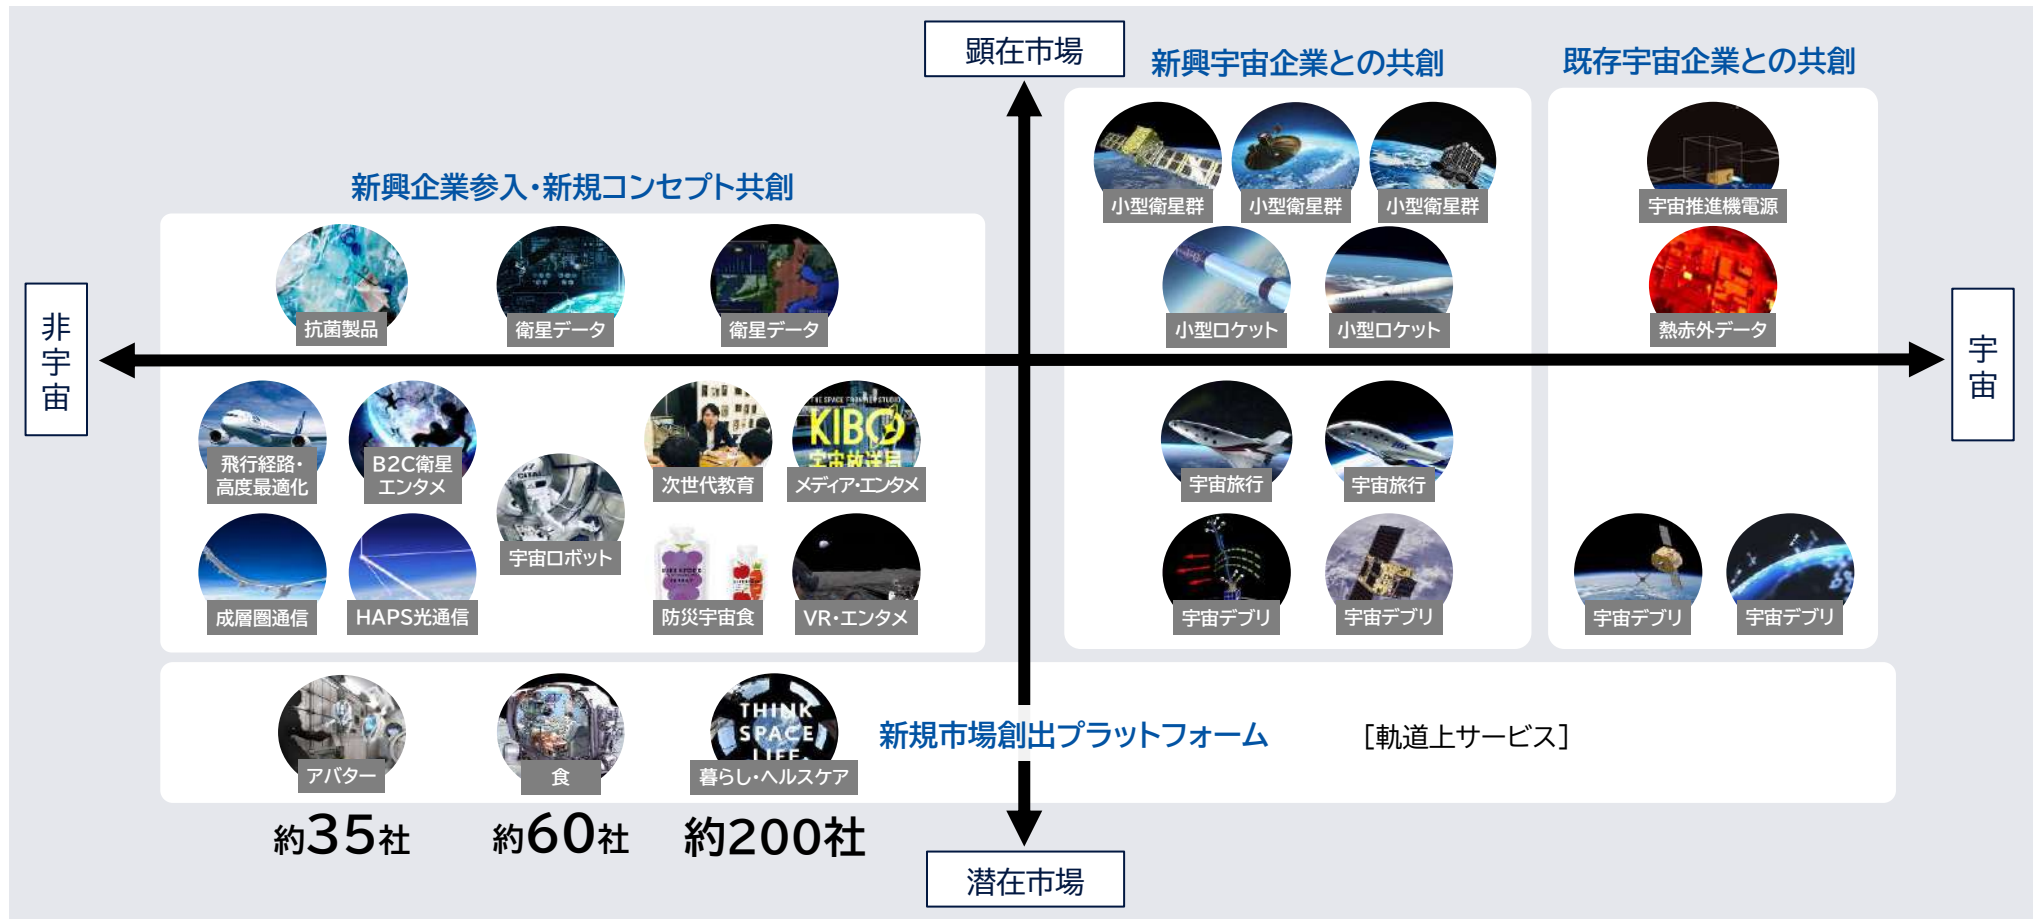 顕在市場
新興宇宙企業との共創
既存宇宙企業との共創
小型衛星群
小型衛星群
小型衛星群
宇宙推進機電源
新興企業参入・新規コンセプト共創
抗菌製品
衛星データ
衛星データ
小型ロケット
小型ロケット
熱赤外データ
非宇宙
宇宙
飛行経路・
高度最適化
B2C衛星
エンタメ
宇宙ロボット
次世代教育
THE SPACE FRONTIER STUDIO
KIBO
宇宙放送局
メディア・エンタメ
宇宙旅行
宇宙旅行
成層圏通信
HAPS光通信
防災宇宙食
VR・エンタメ
宇宙デブリ
宇宙デブリ
宇宙デブリ
宇宙デブリ
アバター
食
THINK
SPACE
LIFE
暮らし・ヘルスケア
新規市場創出プラットフォーム
[軌道上サービス]
約35社
約60社
約200社
潜在市場